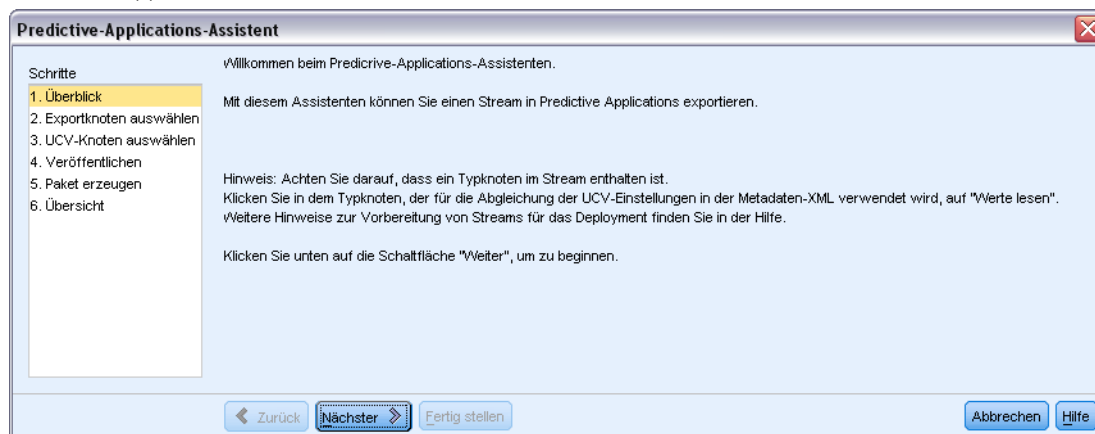 Predictive-Applications-Assistent
Schritte
1. Überblick
2. Exportknoten auswählen
3. UCV-Knoten auswählen
4. Veröffentlichen
5. Paket erzeugen
6. Übersicht
Willkommen beim Predicrive-Applications-Assistenten.
Mit diesem Assistenten können Sie einen Stream in Predictive Applications exportieren.
Hinweis: Achten Sie darauf, dass ein Typknoten im Stream enthalten ist.
Klicken Sie in dem Typknoten, der für die Abgleichung der UCV-Einstellungen in der Metadaten-XML verwendet wird, auf "Werte lesen".
Weitere Hinweise zur Vorbereitung von Streams für das Deployment finden Sie in der Hilfe.
Klicken Sie unten auf die Schaltfläche "Weiter", um zu beginnen.
Zurück Nächster Fertig stellen Abbrechen Hilfe